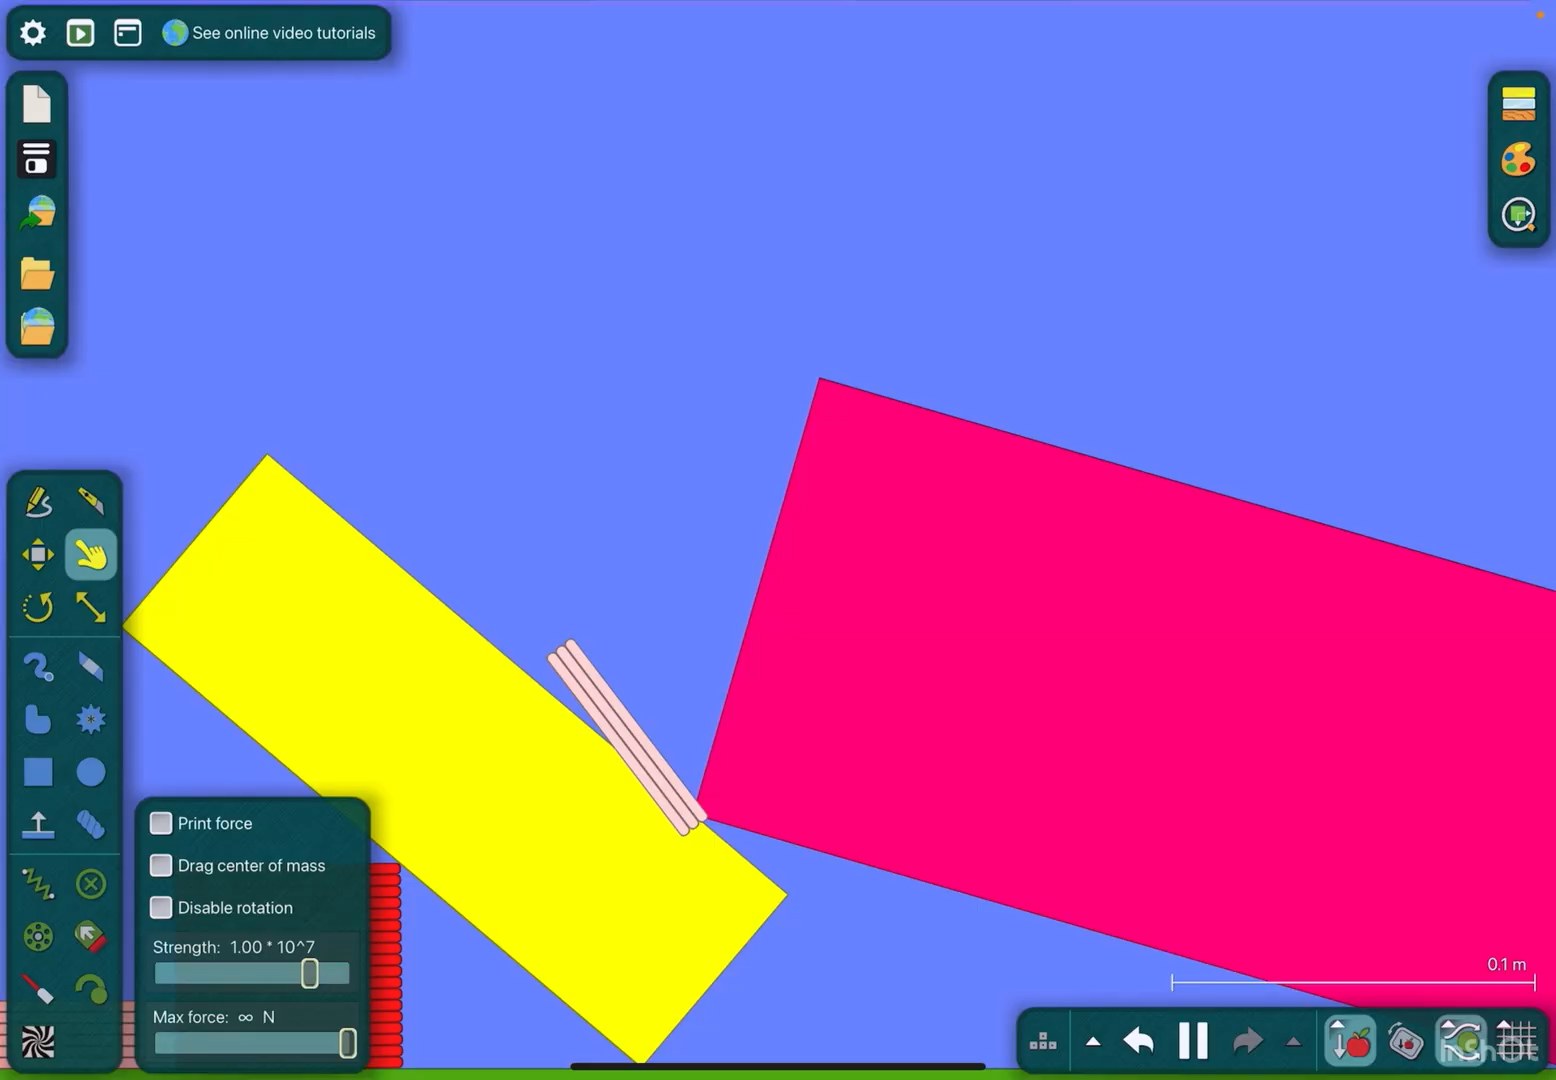 See online video tutorials
Print force
Drag center of mass
Disable rotation
Strength: 1.00 * 10^7
Max force: ∞ N
0.1 m
InShOt